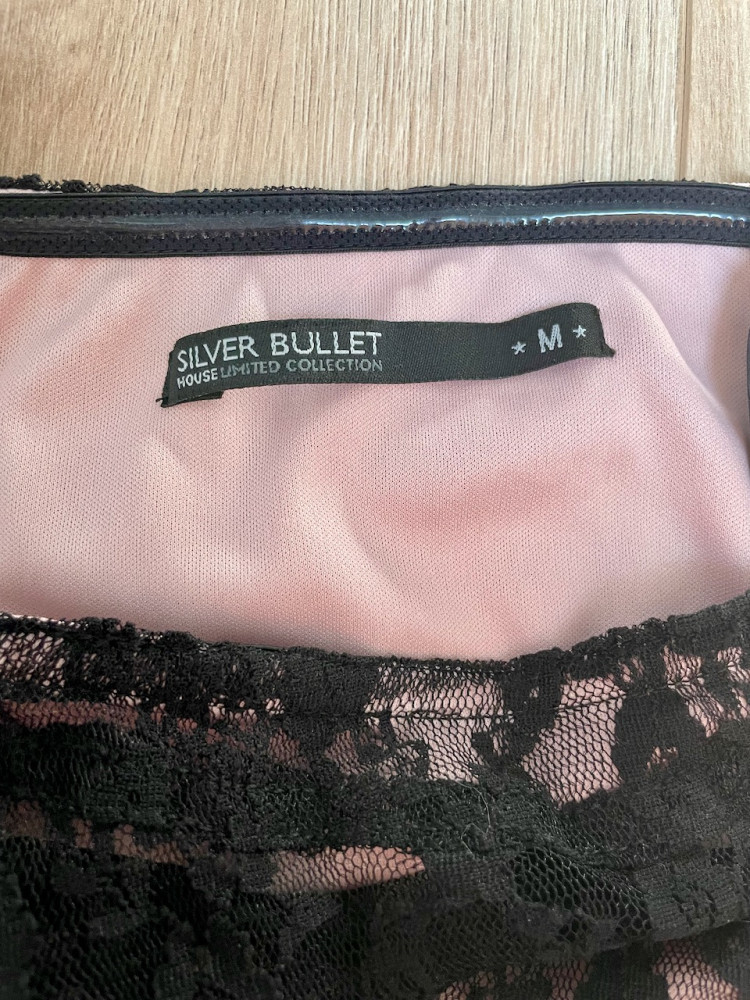 SILVER BULLET
HOUSE LIMITED COLLECTION
* M *